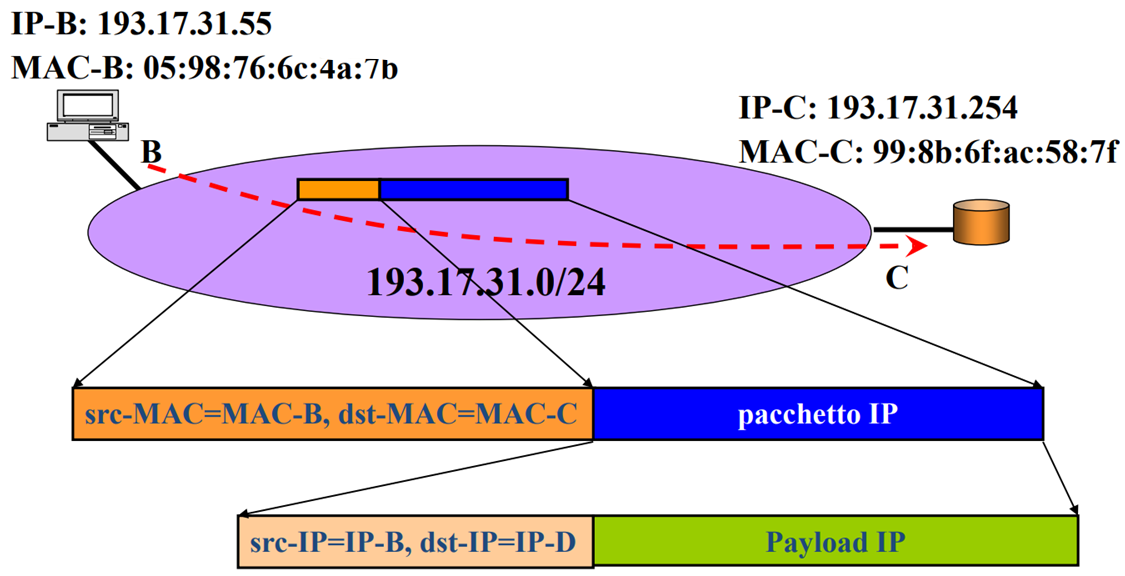 IP-B: 193.17.31.55
MAC-B: 05:98:76:6c:4a:7b
IP-C: 193.17.31.254
MAC-C: 99:8b:6f:ac:58:7f
B
C
193.17.31.0/24
src-MAC=MAC-B, dst-MAC=MAC-C
pacchetto IP
src-IP=IP-B, dst-IP=IP-D
Payload IP